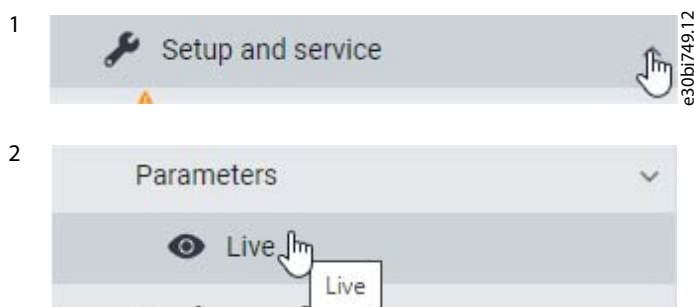 1
Setup and service
e30bi749.12
2
Parameters
Live
Live